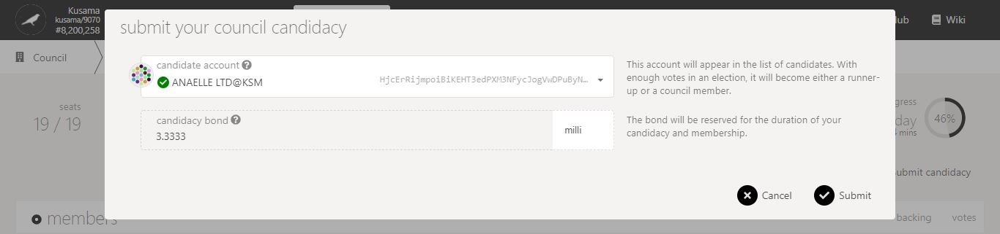 Kusama
kusama/9070
#8,200,258
Wiki
Council
submit your council candidacy
candidate account
ANAELLE LTD@KSM
HjcErRijmpoiBiKEHT3edPXM3NFycJogVwDPuByN…
This account will appear in the list of candidates. With
enough votes in an election, it will become either a runner-
up or a council member.
seats
19 / 19
candidacy bond
3.3333
milli
The bond will be reserved for the duration of your
candidacy and membership.
gress
day
mins
46%
ubmit candidacy
Cancel
Submit
members
backing
votes